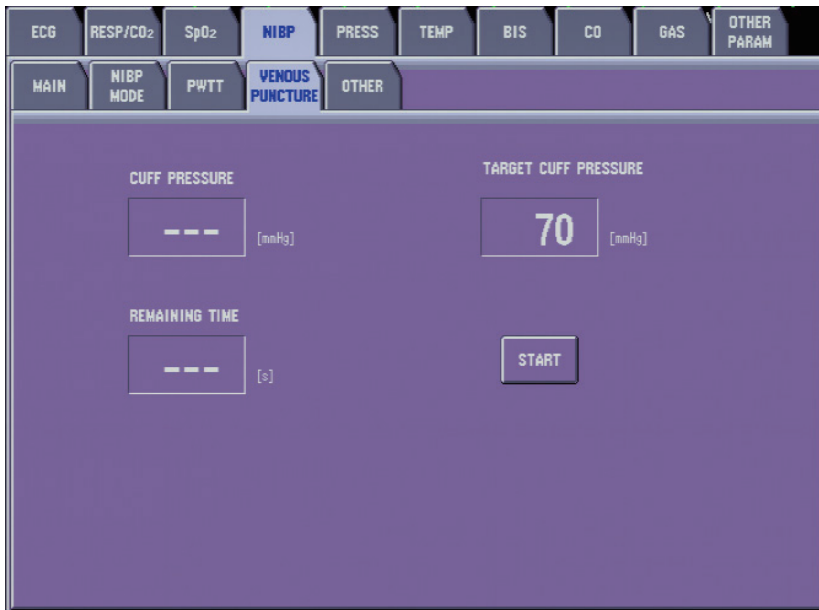 ECG RESP/CO2 SpO2 NIBP PRESS TEMP BIS CO GAS OTHER PARAM
MAIN NIBP MODE PWTT VENOUS PUNCTURE OTHER
CUFF PRESSURE TARGET CUFF PRESSURE
--- [mmHg] 70 [mmHg]
REMAINING TIME
--- [s] START